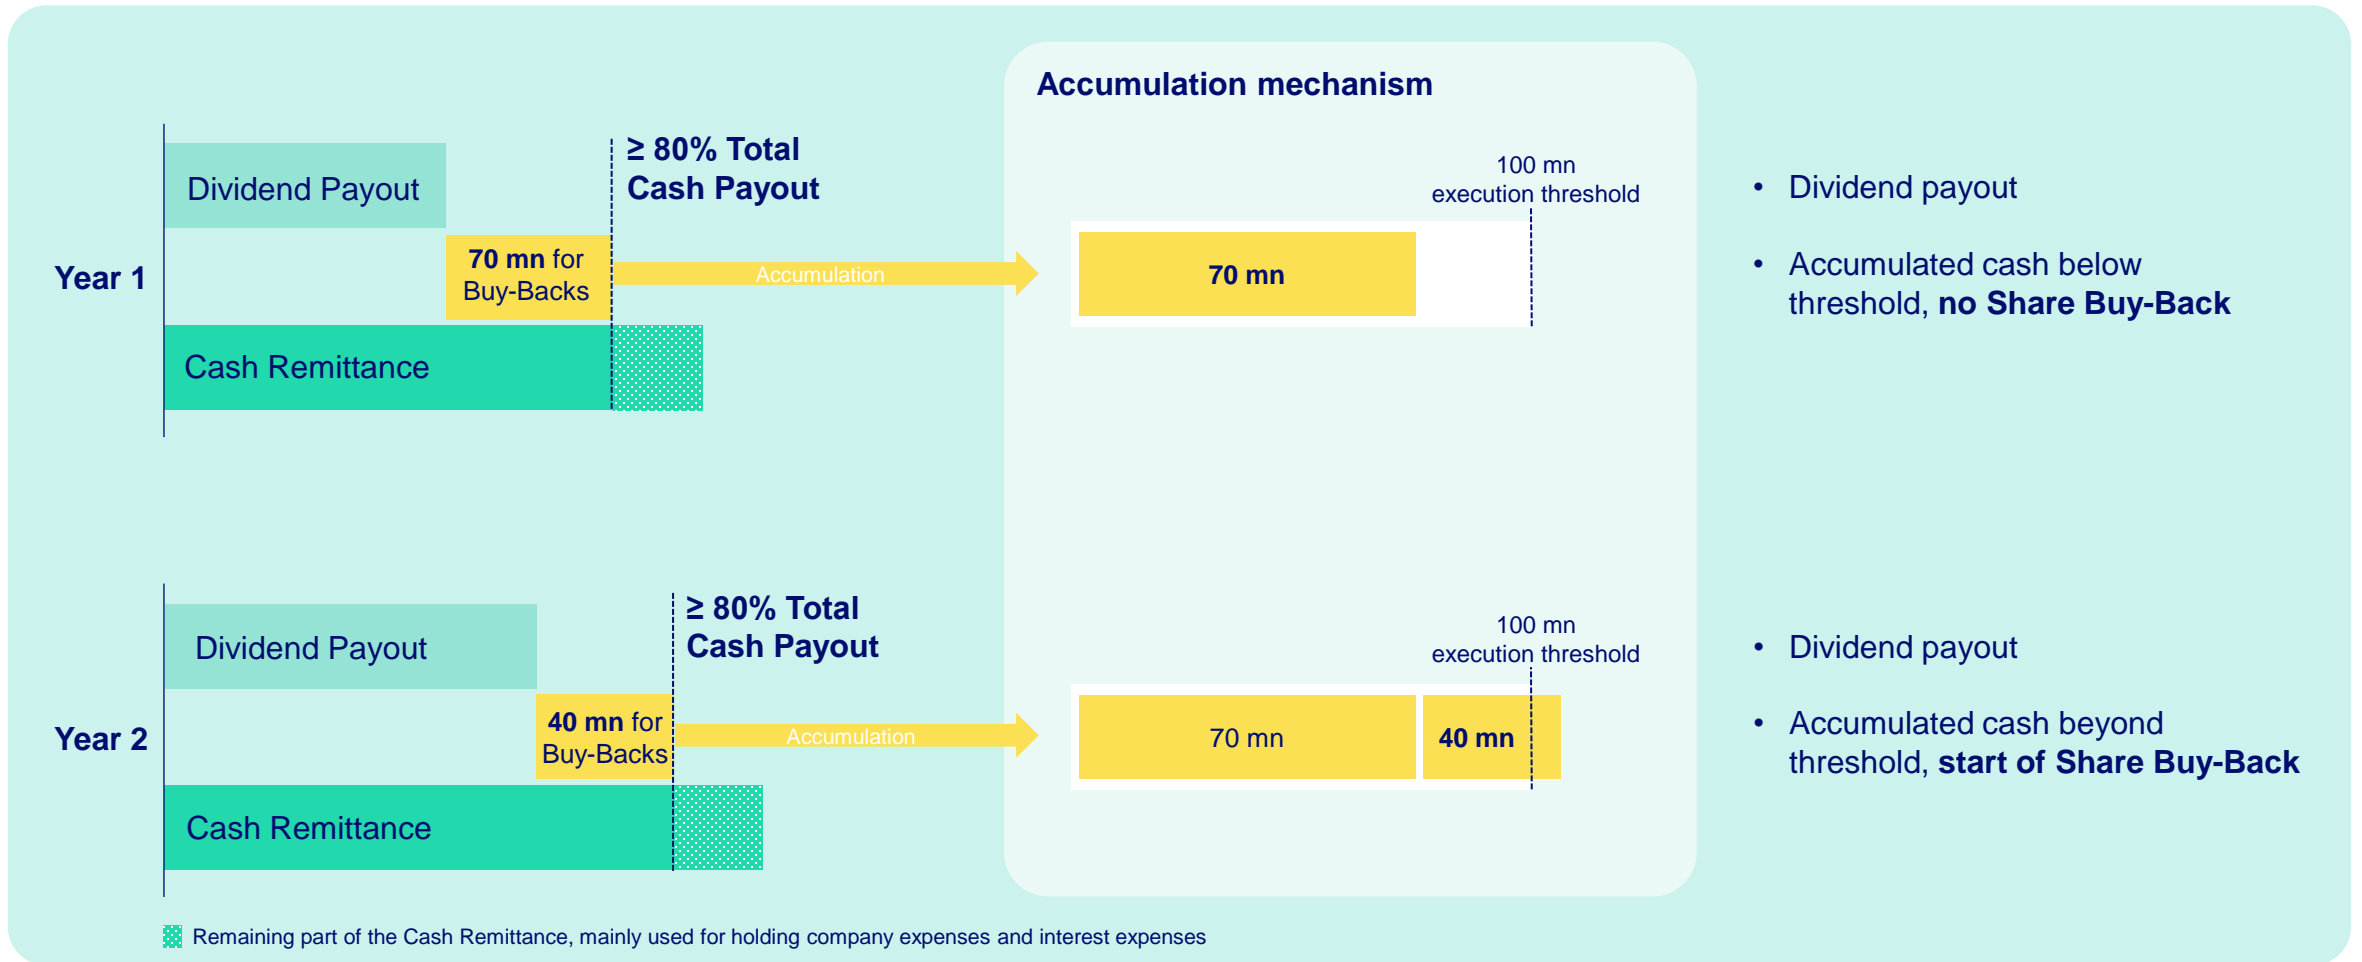 Accumulation mechanism
Year 1
Dividend Payout
70 mn for
Buy-Backs
Cash Remittance
≥ 80% Total
Cash Payout
Accumulation
100 mn
execution threshold
70 mn
• Dividend payout
• Accumulated cash below
threshold, no Share Buy-Back
Year 2
Dividend Payout
40 mn for
Buy-Backs
Cash Remittance
≥ 80% Total
Cash Payout
Accumulation
100 mn
execution threshold
70 mn
40 mn
• Dividend payout
• Accumulated cash beyond
threshold, start of Share Buy-Back
Remaining part of the Cash Remittance, mainly used for holding company expenses and interest expenses